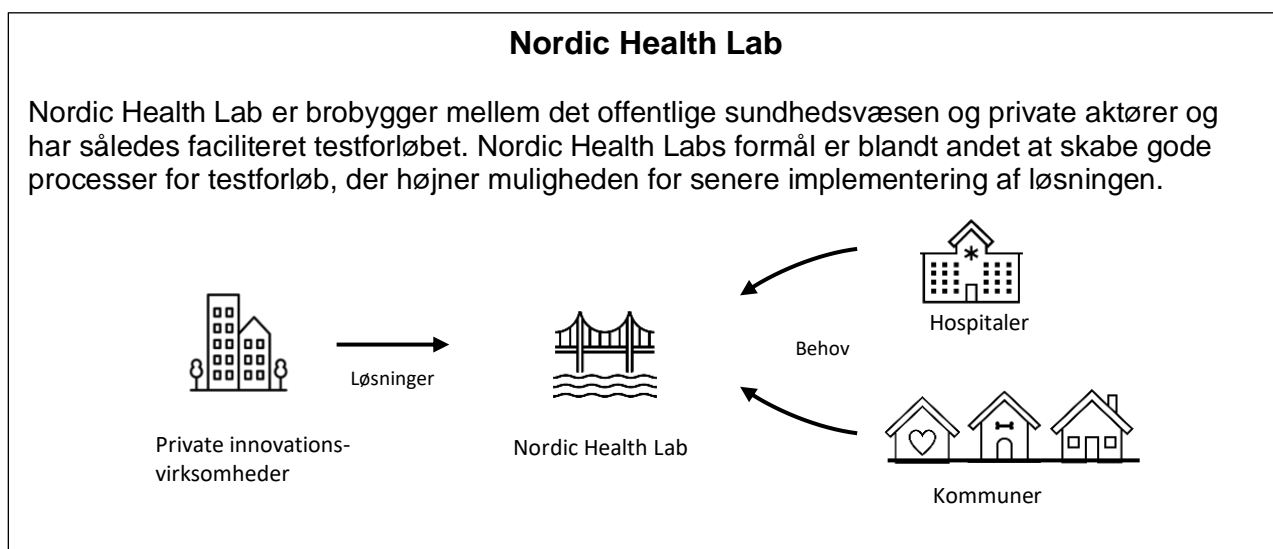 Nordic Health Lab
Nordic Health Lab er brobygger mellem det offentlige sundhedsvæsen og private aktører og
har således faciliteret testforløbet. Nordic Health Labs formål er blandt andet at skabe gode
processer for testforløb, der højner muligheden for senere implementering af løsningen.
Løsninger
Private innovations-
virksomheder
Nordic Health Lab
Behov
Hospitaler
Kommuner